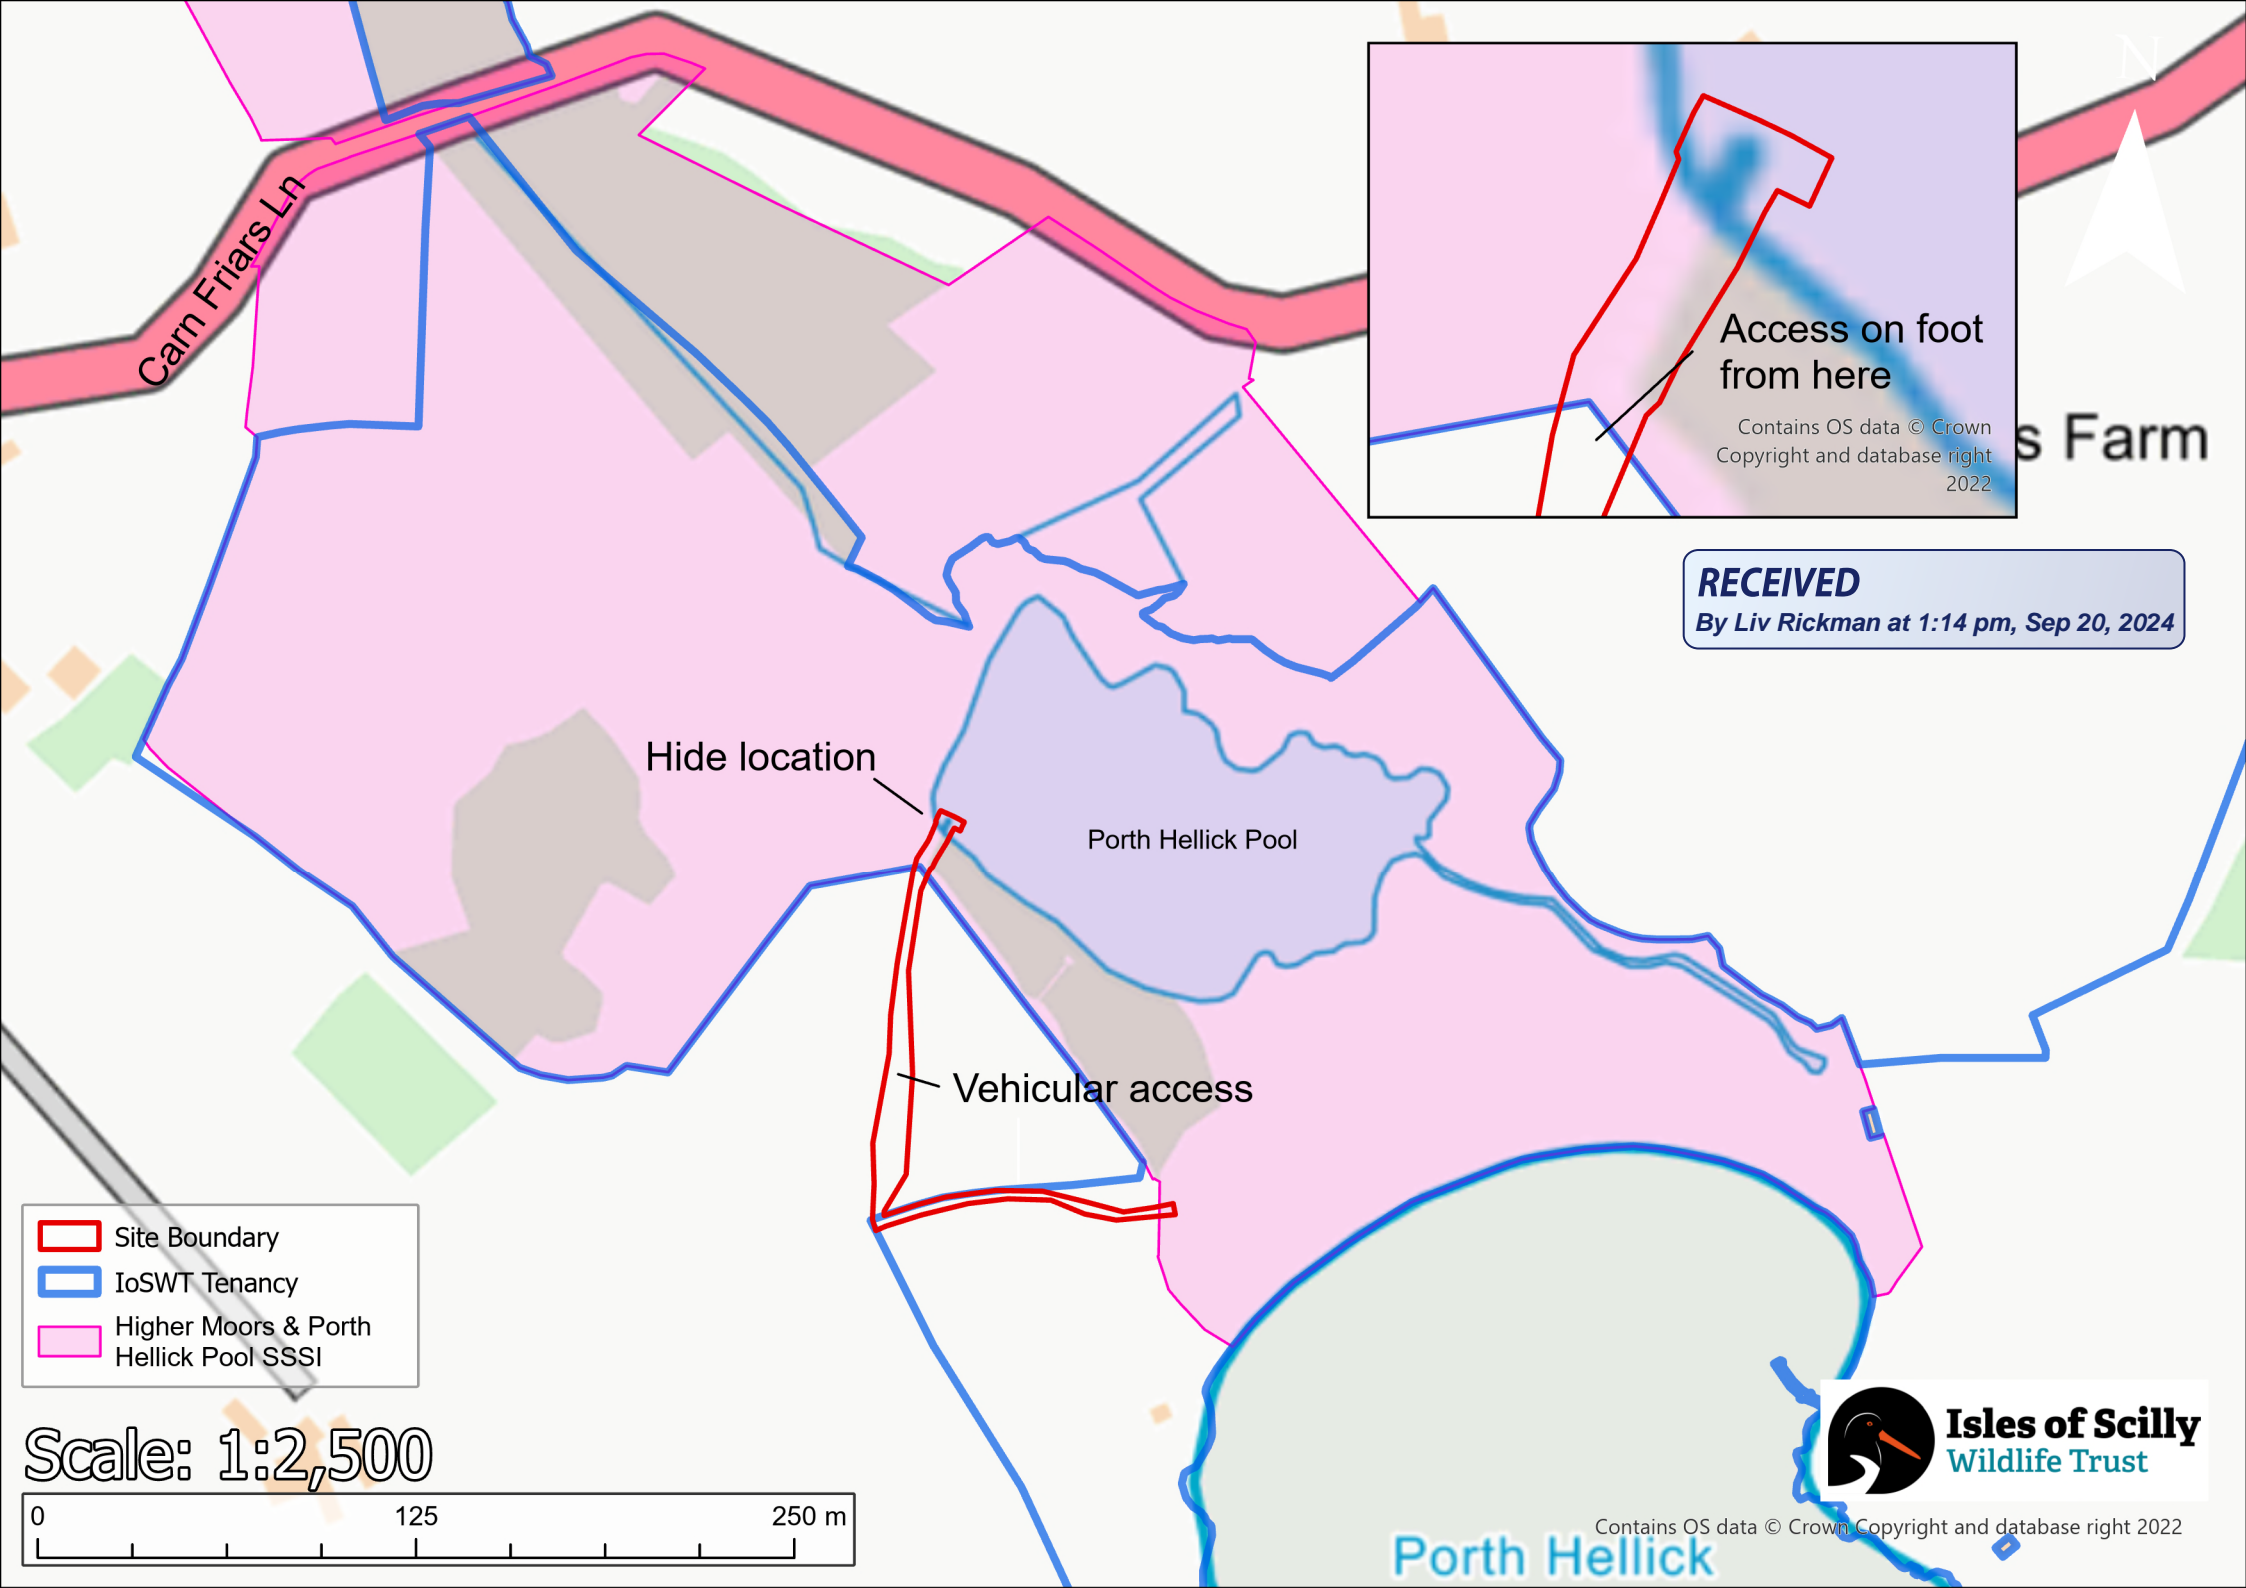 N
Carn Friars Ln
Access on foot
from here
Contains OS data © Crown
Copyright and database right
2022
s Farm
RECEIVED
By Liv Rickman at 1:14 pm, Sep 20, 2024
Hide location
Porth Hellick Pool
Vehicular access
Site Boundary
IoSWT Tenancy
Higher Moors & Porth
Hellick Pool SSSI
Scale: 1:2,500
0 125 250 m
Isles of Scilly
Wildlife Trust
Contains OS data © Crown Copyright and database right 2022
Porth Hellick